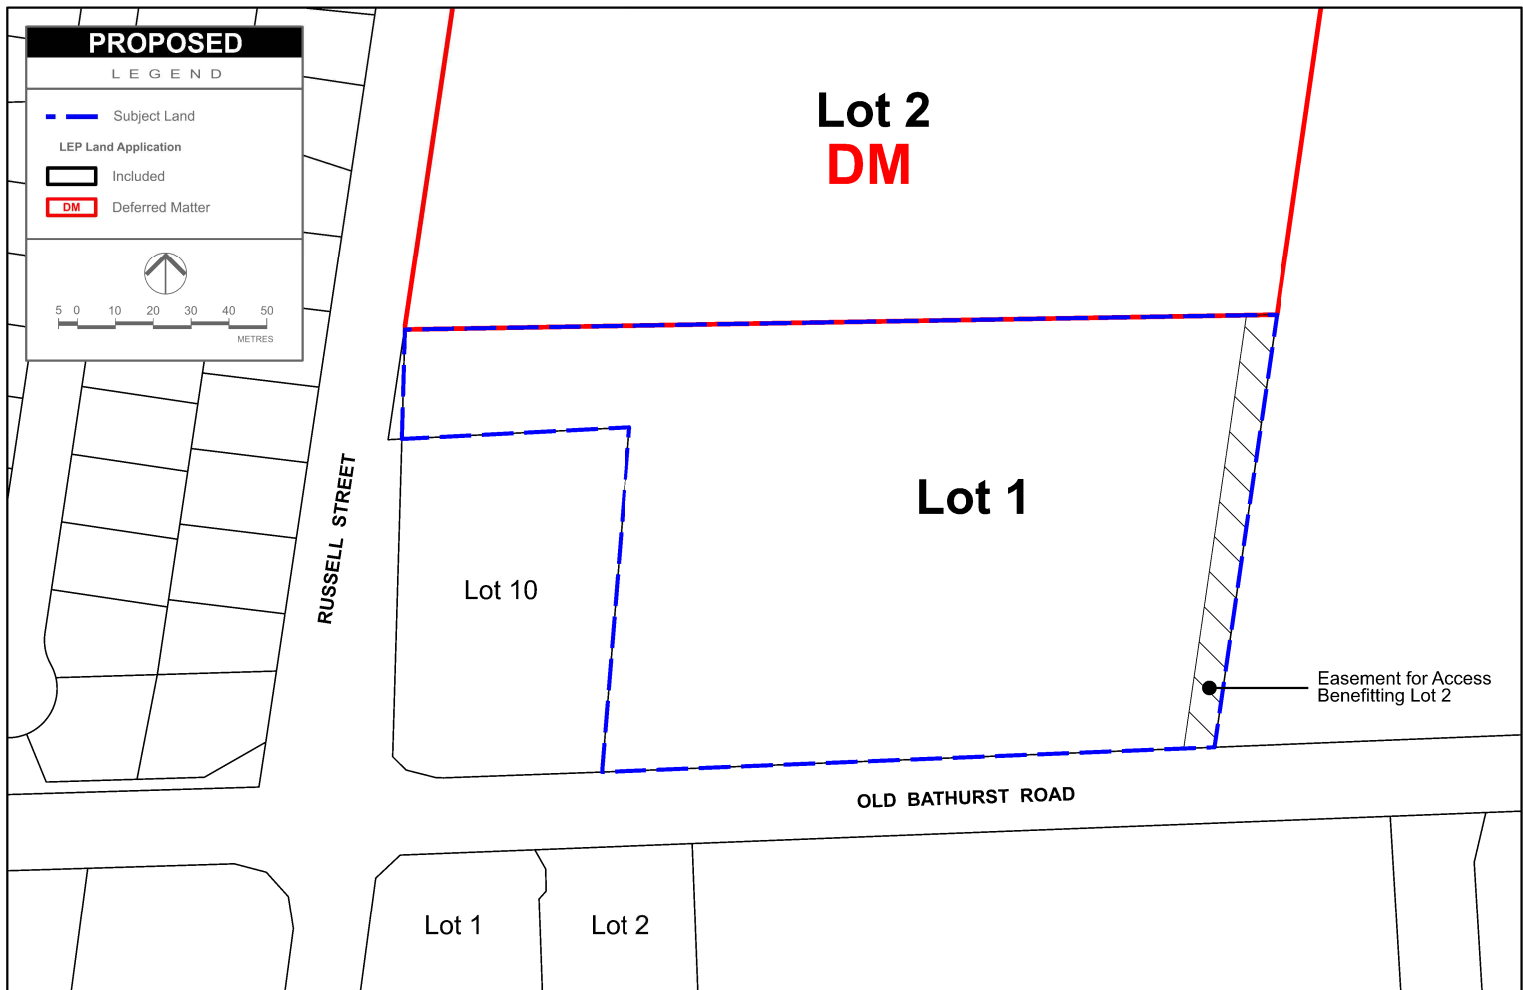 PROPOSED
LEGEND
Subject Land
LEP Land Application
Included
DM Deferred Matter
5 0 10 20 30 40 50
METRES
Lot 2
DM
Lot 1
RUSSELL STREET
Lot 10
Easement for Access
Benefitting Lot 2
OLD BATHURST ROAD
Lot 1
Lot 2